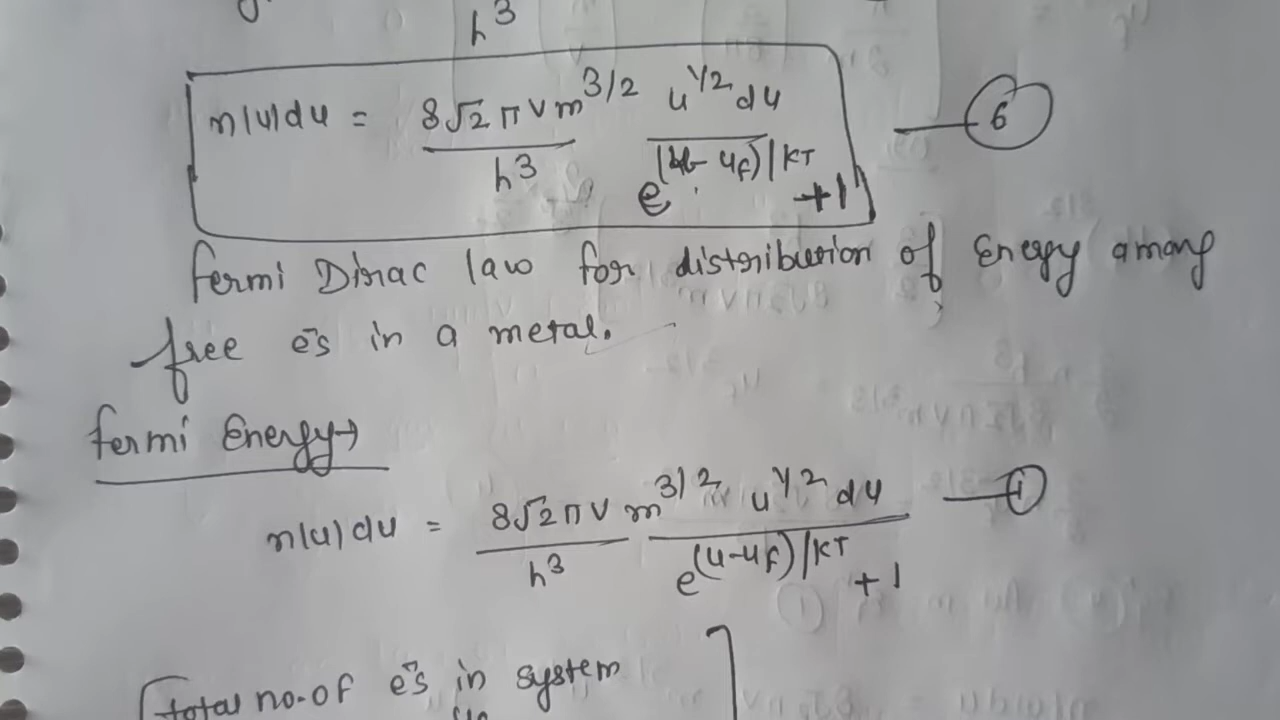 h³
n(u)du = 8√2 π V m^3/2 / h³ u^1/2 du / e^(u-u_f)/KT +1 — 6
fermi Dirac law for distribution of Energy among
free e⁻s in a metal.
fermi Energy→
n(u)du = 8√2 π V / h³ m^3/2 u^1/2 du / e^(u-u_f)/KT +1 — 1
total no. of e⁻s in system